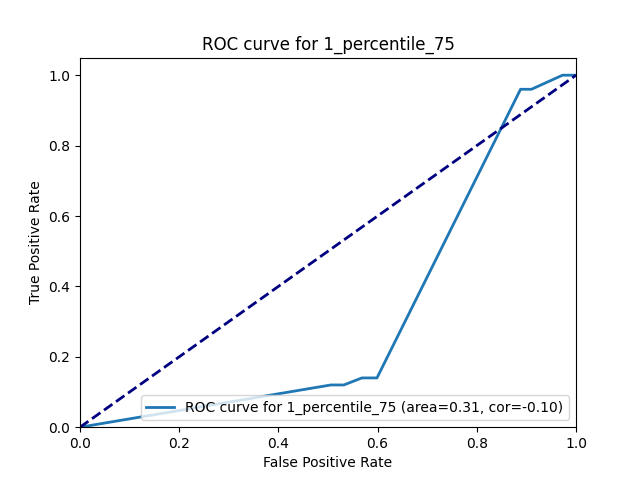 ROC curve for 1_percentile_75
True Positive Rate
1.0
0.8
0.6
0.4
0.2
0.0
ROC curve for 1_percentile_75 (area=0.31, cor=-0.10)
0.0 0.2 0.4 0.6 0.8 1.0
False Positive Rate